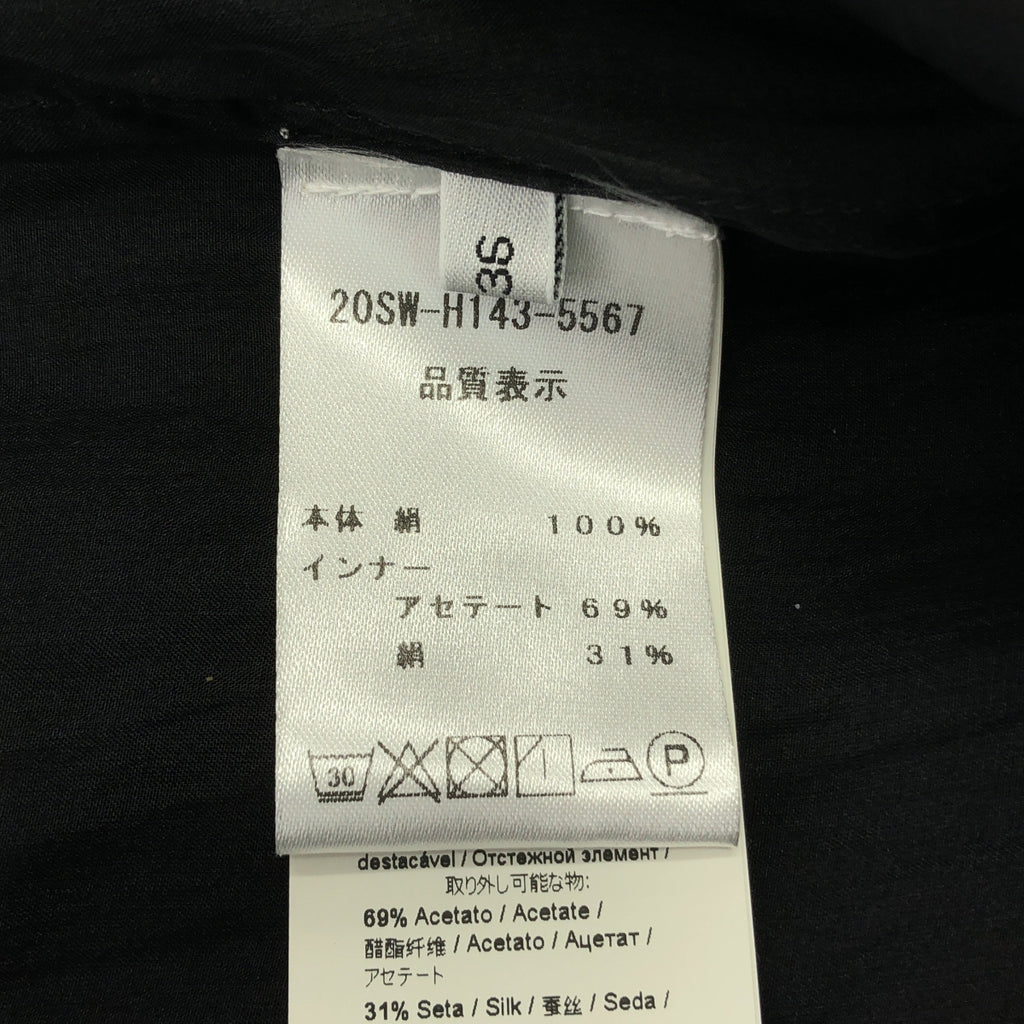 36
20SW-H143-5567
品質表示
本体 絹 100%
インナー
アセテート 69%
絹 31%
30
P
destacável / Отстежной элемент /
取り外し可能な物:
69% Acetato / Acetate /
醋酯纤维 / Acetato / Ацетат /
アセテート
31% Seta / Silk / 蚕丝 / Seda /